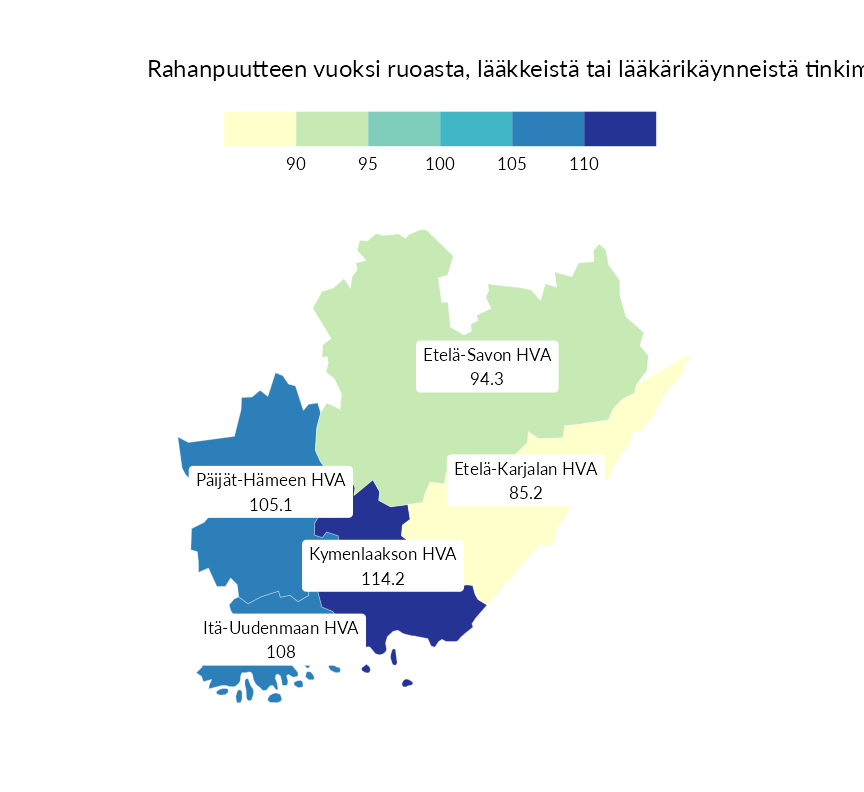 Rahanpuutteen vuoksi ruoasta, lääkkeistä tai lääkärikäynneistä
90 95 100 105 110
Etelä-Savon HVA
94.3
Etelä-Karjalan HVA
85.2
Päijät-Hämeen HVA
105.1
Kymenlaakson HVA
114.2
Itä-Uudenmaan HVA
108